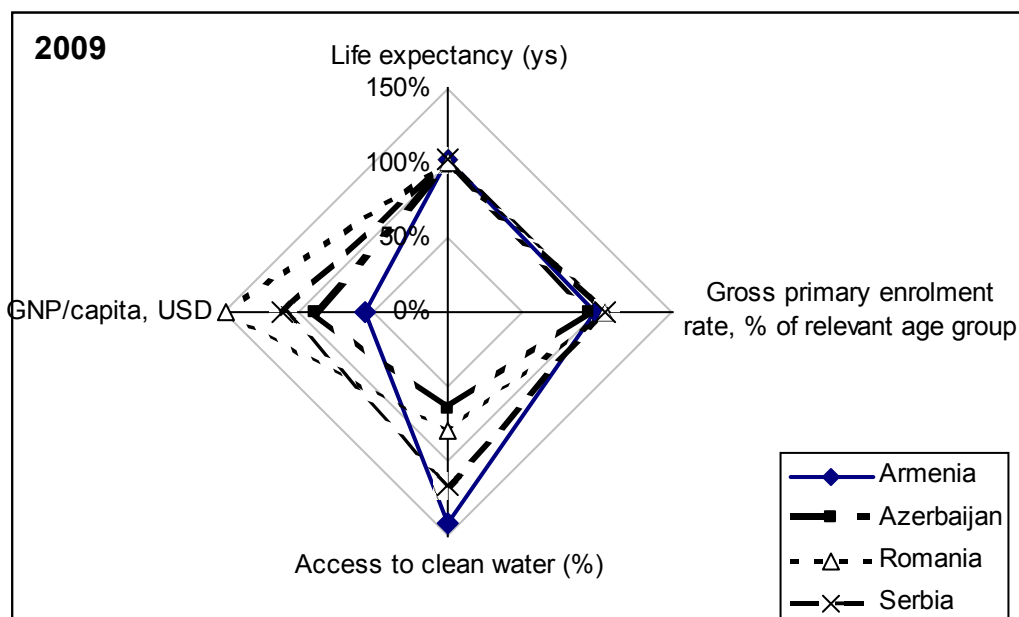 2009
Life expectancy (ys)
150%
100%
50%
0%
GNP/capita, USD
Gross primary enrolment
rate, % of relevant age group
Access to clean water (%)
Armenia
Azerbaijan
Romania
Serbia